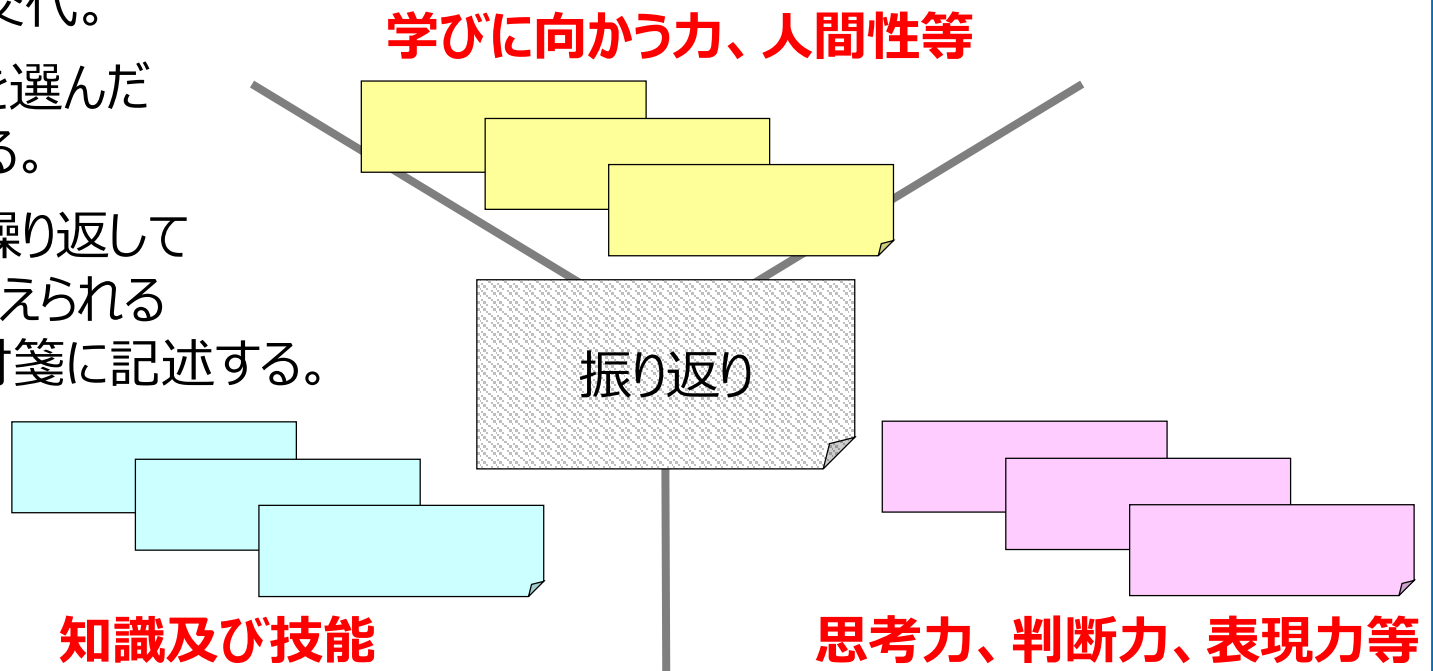 交代。
を選んだ
る。
繰り返して
えられる
付箋に記述する。
学びに向かう力、人間性等
振り返り
知識及び技能
思考力、判断力、表現力等